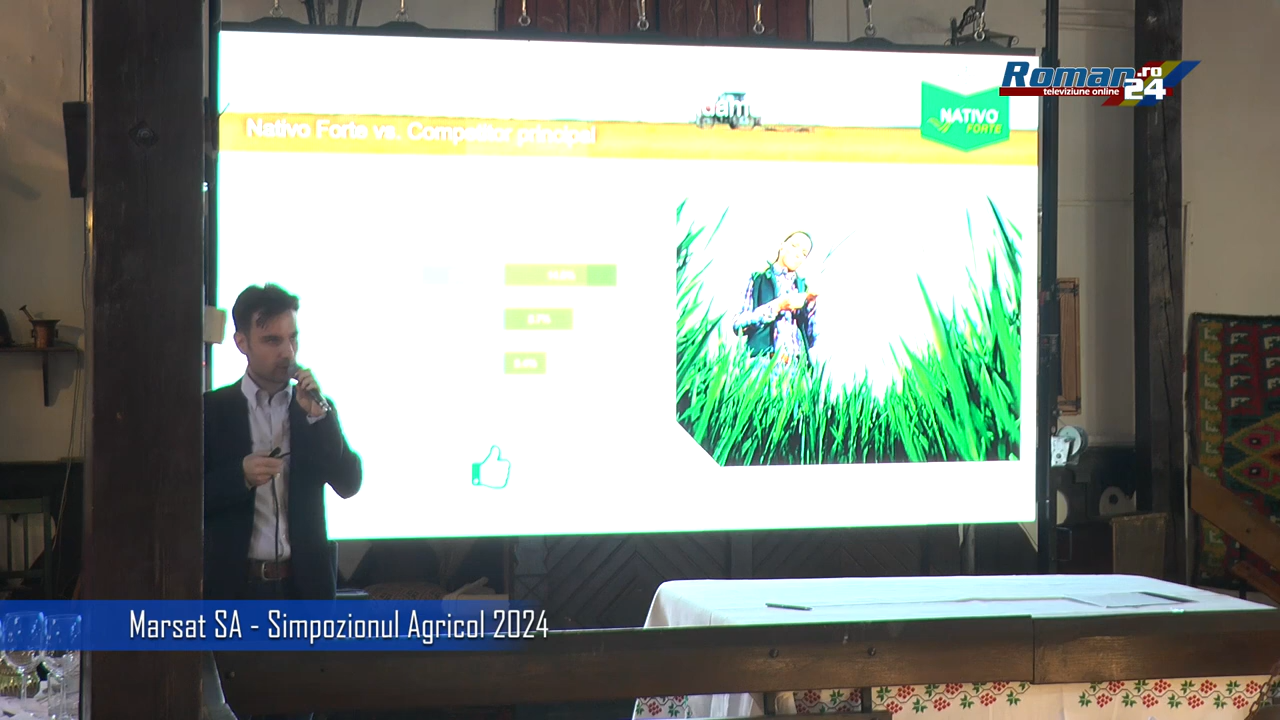 Roman.ro
televiziune online 24
NATIVO
FORTE
Nativo Forte vs. Competitor principal
Marsat SA - Simpozionul Agricol 2024